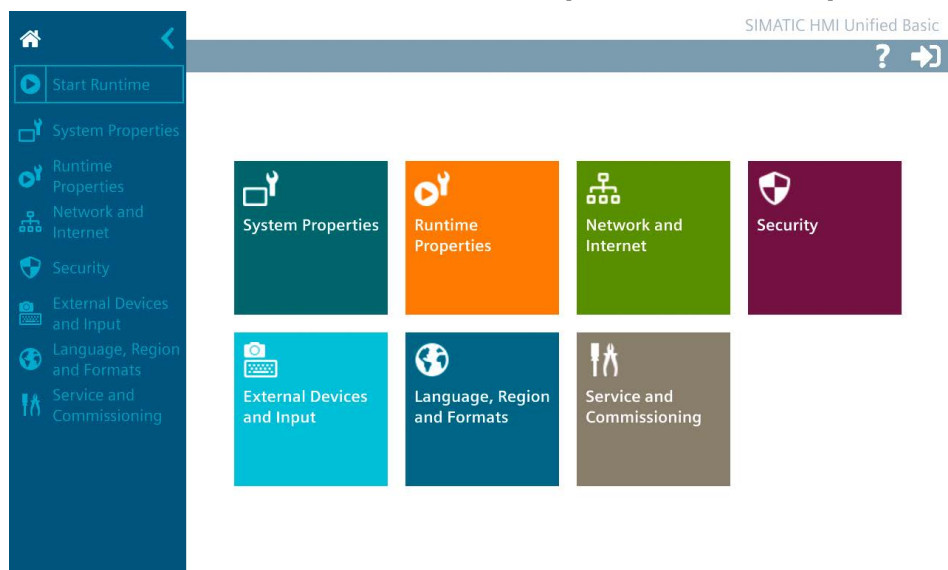 SIMATIC HMI Unified Basic
?
Start Runtime
System Properties
Runtime
Properties
Network and
Internet
Security
External Devices
and Input
Language, Region
and Formats
Service and
Commissioning
System Properties
Runtime
Properties
Network and
Internet
Security
External Devices
and Input
Language, Region
and Formats
Service and
Commissioning